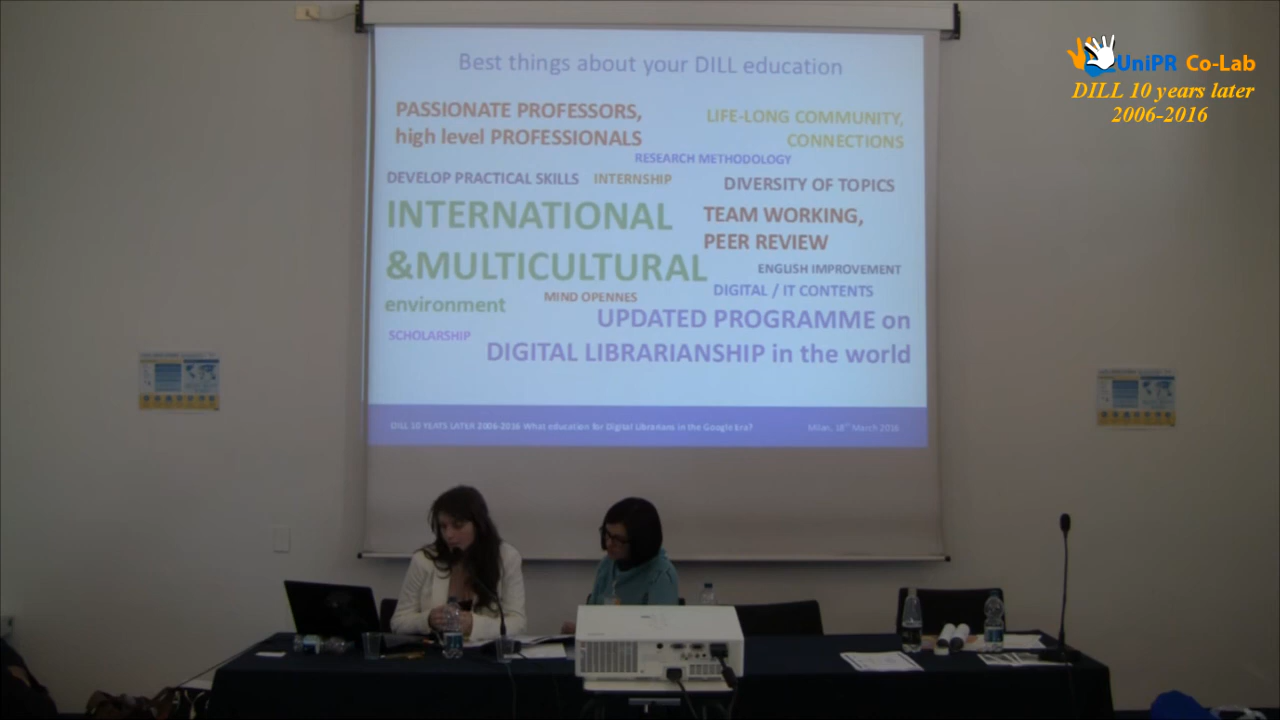 Best things about your DILL education
PASSIONATE PROFESSORS,
high level PROFESSIONALS
LIFE-LONG COMMUNITY,
CONNECTIONS
RESEARCH METHODOLOGY
DEVELOP PRACTICAL SKILLS
INTERNSHIP
DIVERSITY OF TOPICS
INTERNATIONAL
&MULTICULTURAL
environment
TEAM WORKING,
PEER REVIEW
ENGLISH IMPROVEMENT
MIND OPENNES
DIGITAL / IT CONTENTS
SCHOLARSHIP
UPDATED PROGRAMME on
DIGITAL LIBRARIANSHIP in the world
DILL 10 YEARS LATER 2006-2016 What education for Digital Librarians in the Google Era?
Milan, 18th March 2016
UniPR Co-Lab
DILL 10 years later
2006-2016